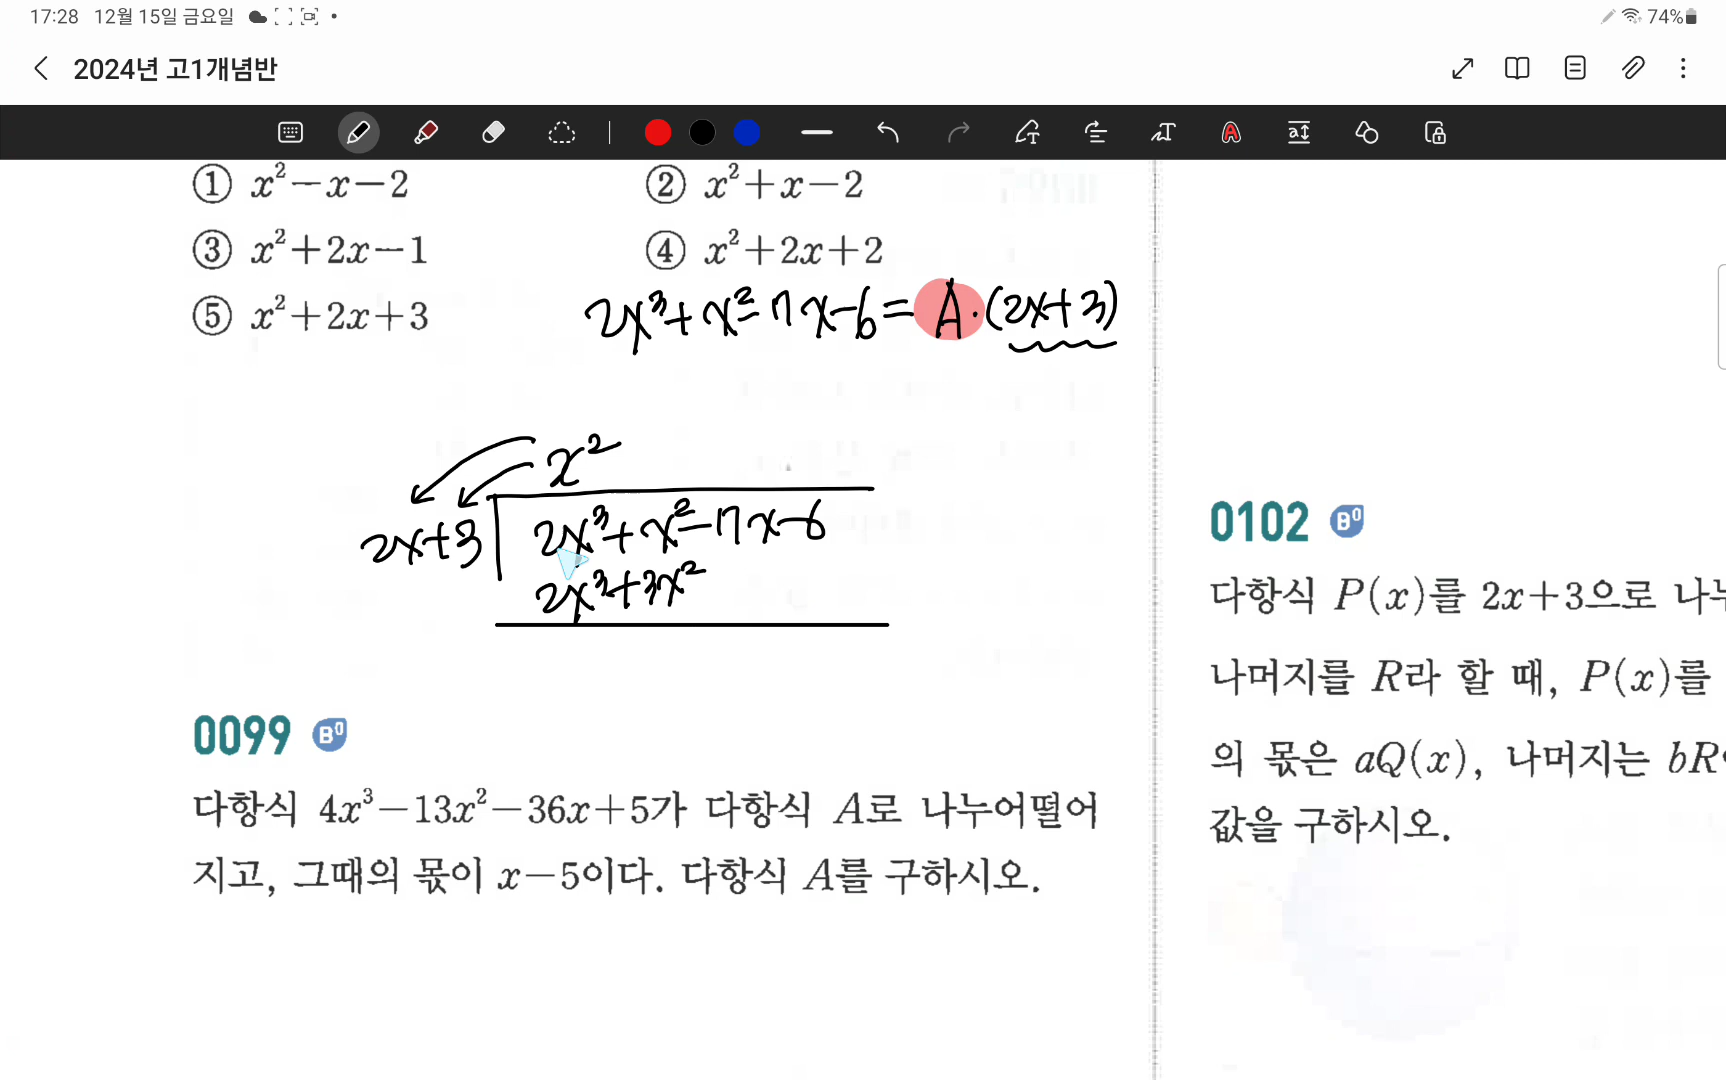 17:28 12월 15일 금요일 74%
2024년 고1개념반
① x²−x−2 ② x²+x−2
③ x²+2x−1 ④ x²+2x+2
⑤ x²+2x+3
2x³+x²−7x−6=A·(2x+3)
x²
2x+3 2x³+x²−7x−6
2x³+3x²
0099 B⁰
다항식 4x³−13x²−36x+5가 다항식 A로 나누어떨어
지고, 그때의 몫이 x−5이다. 다항식 A를 구하시오.
0102 B⁰
다항식 P(x)를 2x+3으로 나누
나머지를 R라 할 때, P(x)를
의 몫은 aQ(x), 나머지는 bR
값을 구하시오.